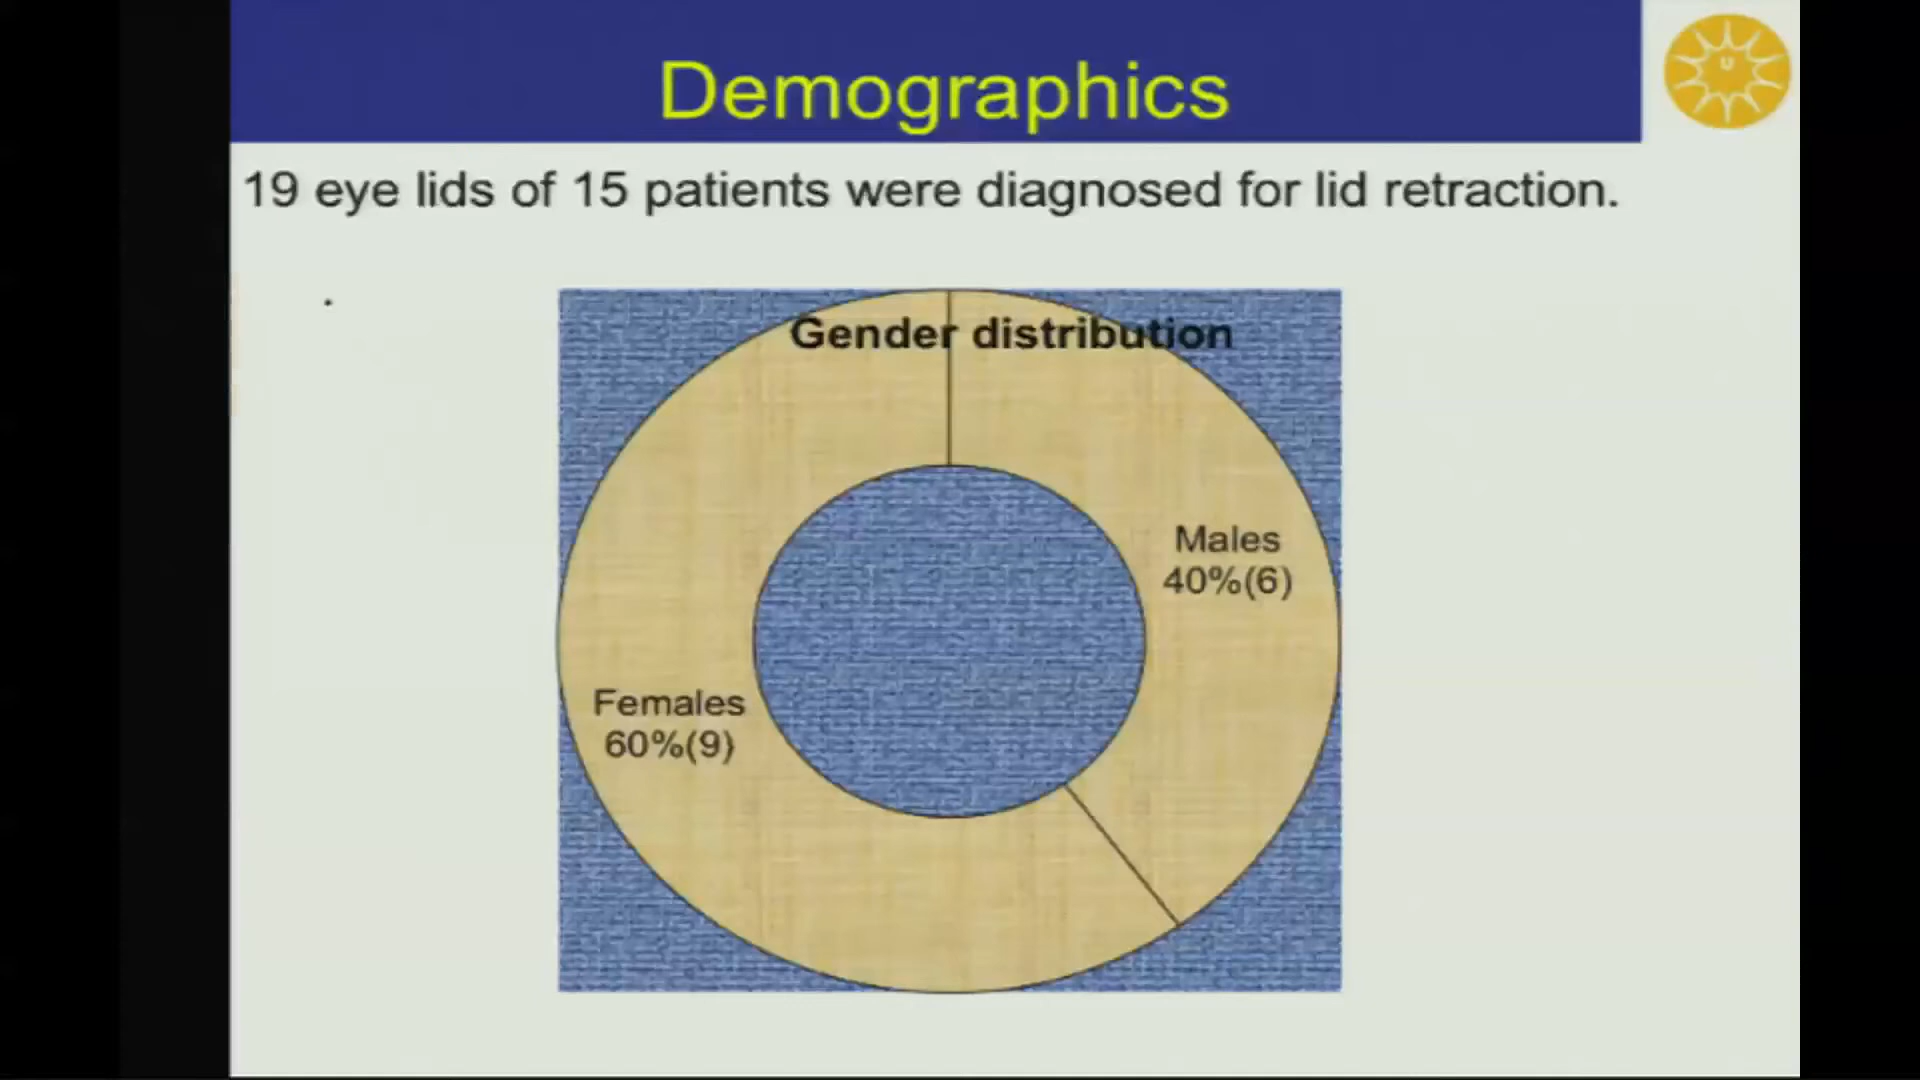 Demographics
19 eye lids of 15 patients were diagnosed for lid retraction.
Gender distribution
Males
40%(6)
Females
60%(9)